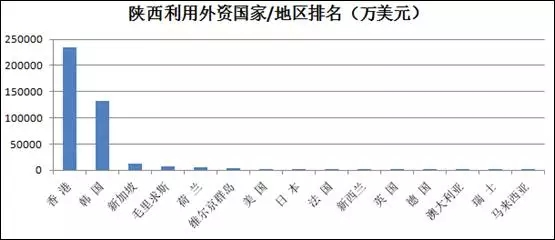 陕西利用外资国家/地区排名（万美元）
250000
200000
150000
100000
50000
0
香港
韩国
新加坡
毛里求斯
荷兰
维尔京群岛
美国
日本
法国
新西兰
英国
德国
澳大利亚
瑞士
马来西亚